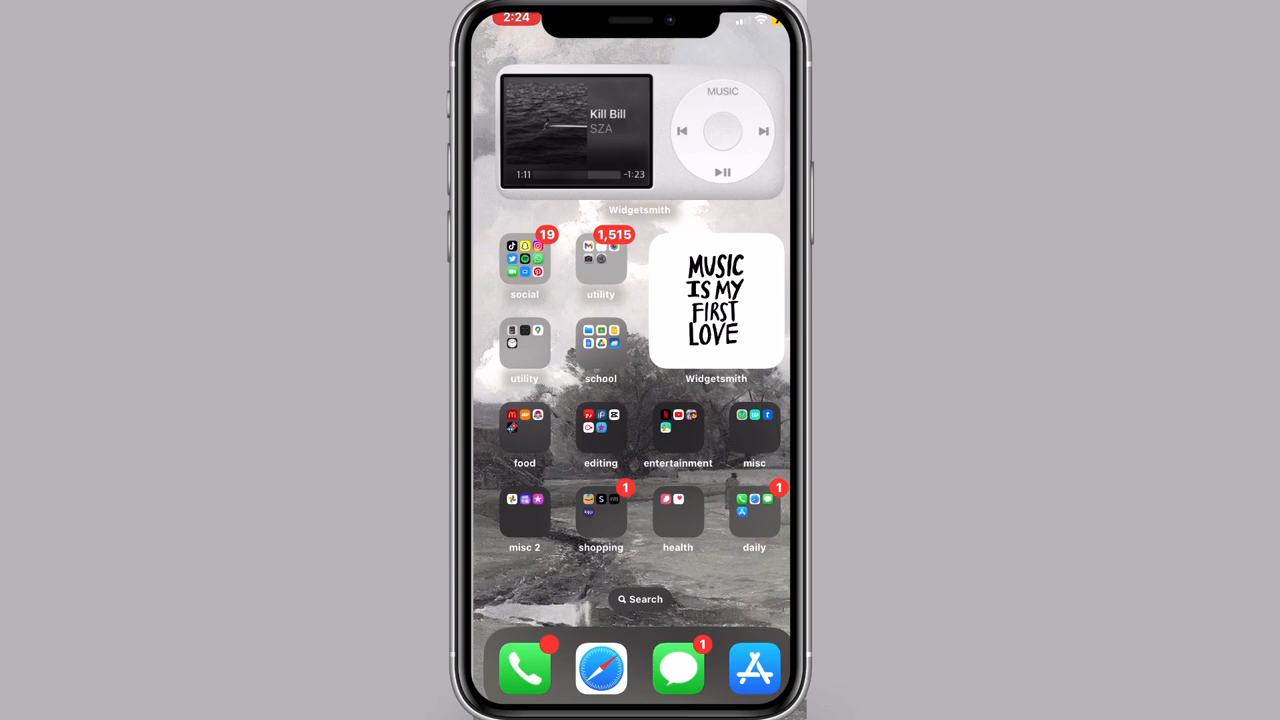 2:24
MUSIC
Kill Bill
SZA
1:11
-1:23
Widgetsmith
19
1,515
social
utility
MUSIC
IS MY
FIRST
LOVE
utility
school
Widgetsmith
food
editing
entertainment
misc
1
1
misc 2
shopping
health
daily
Search
1